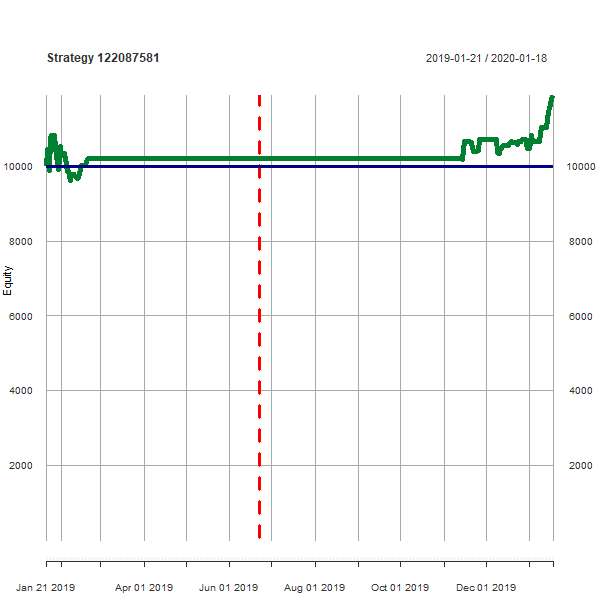 Strategy 122087581
2019-01-21 / 2020-01-18
10000
10000
8000
8000
Equity
6000
6000
4000
4000
2000
2000
Jan 21 2019
Apr 01 2019
Jun 01 2019
Aug 01 2019
Oct 01 2019
Dec 01 2019